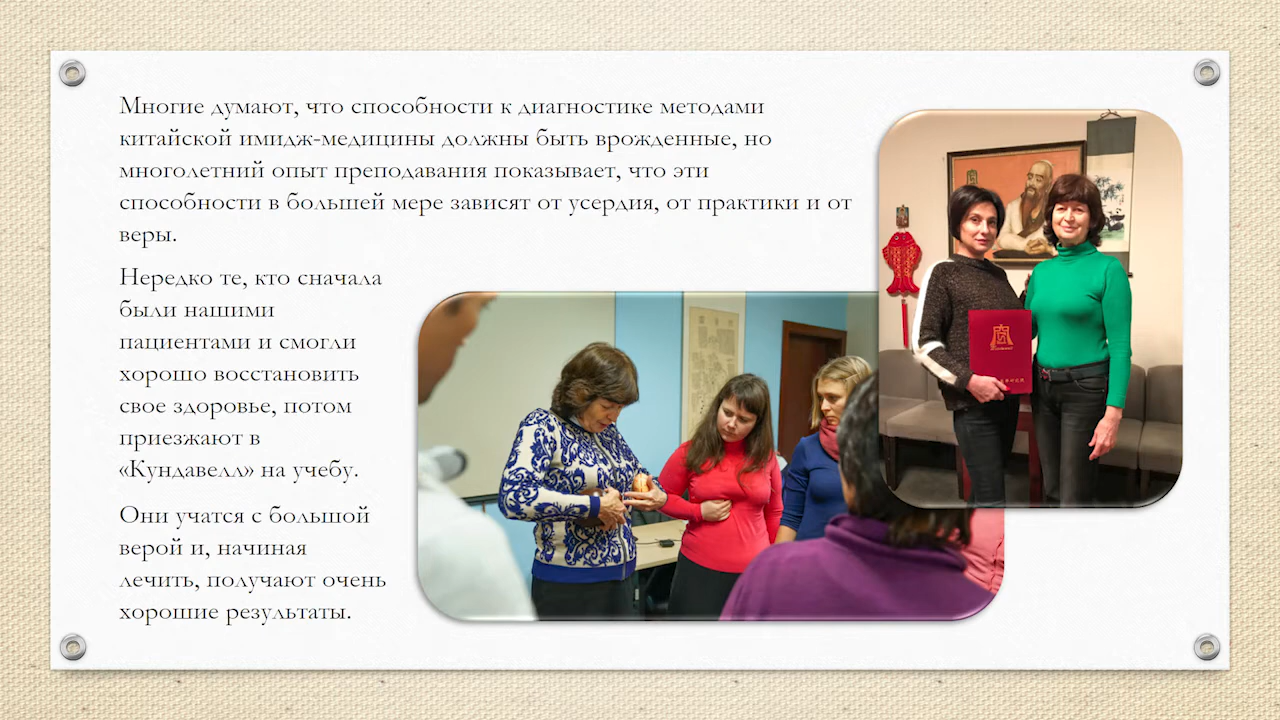 Многие думают, что способности к диагностике методами
китайской имидж-медицины должны быть врожденные, но
многолетний опыт преподавания показывает, что эти
способности в большей мере зависят от усердия, от практики и от
веры.
Нередко те, кто сначала
были нашими
пациентами и смогли
хорошо восстановить
свое здоровье, потом
приезжают в
«Кундавелл» на учебу.
Они учатся с большой
верой и, начиная
лечить, получают очень
хорошие результаты.